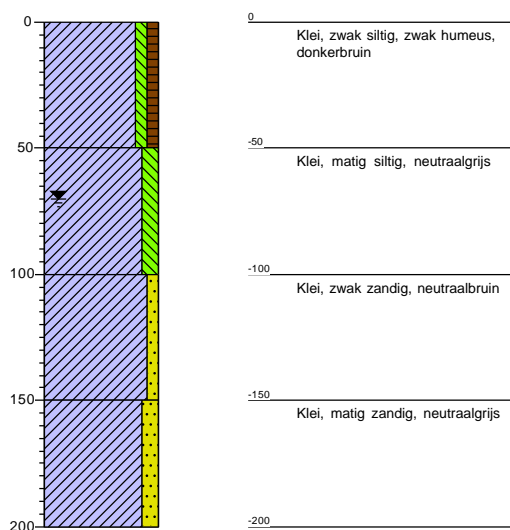 0
50
100
150
200
0
Klei, zwak siltig, zwak humeus,
donkerbruin
-50
Klei, matig siltig, neutraalgrijs
-100
Klei, zwak zandig, neutraalbruin
-150
Klei, matig zandig, neutraalgrijs
-200